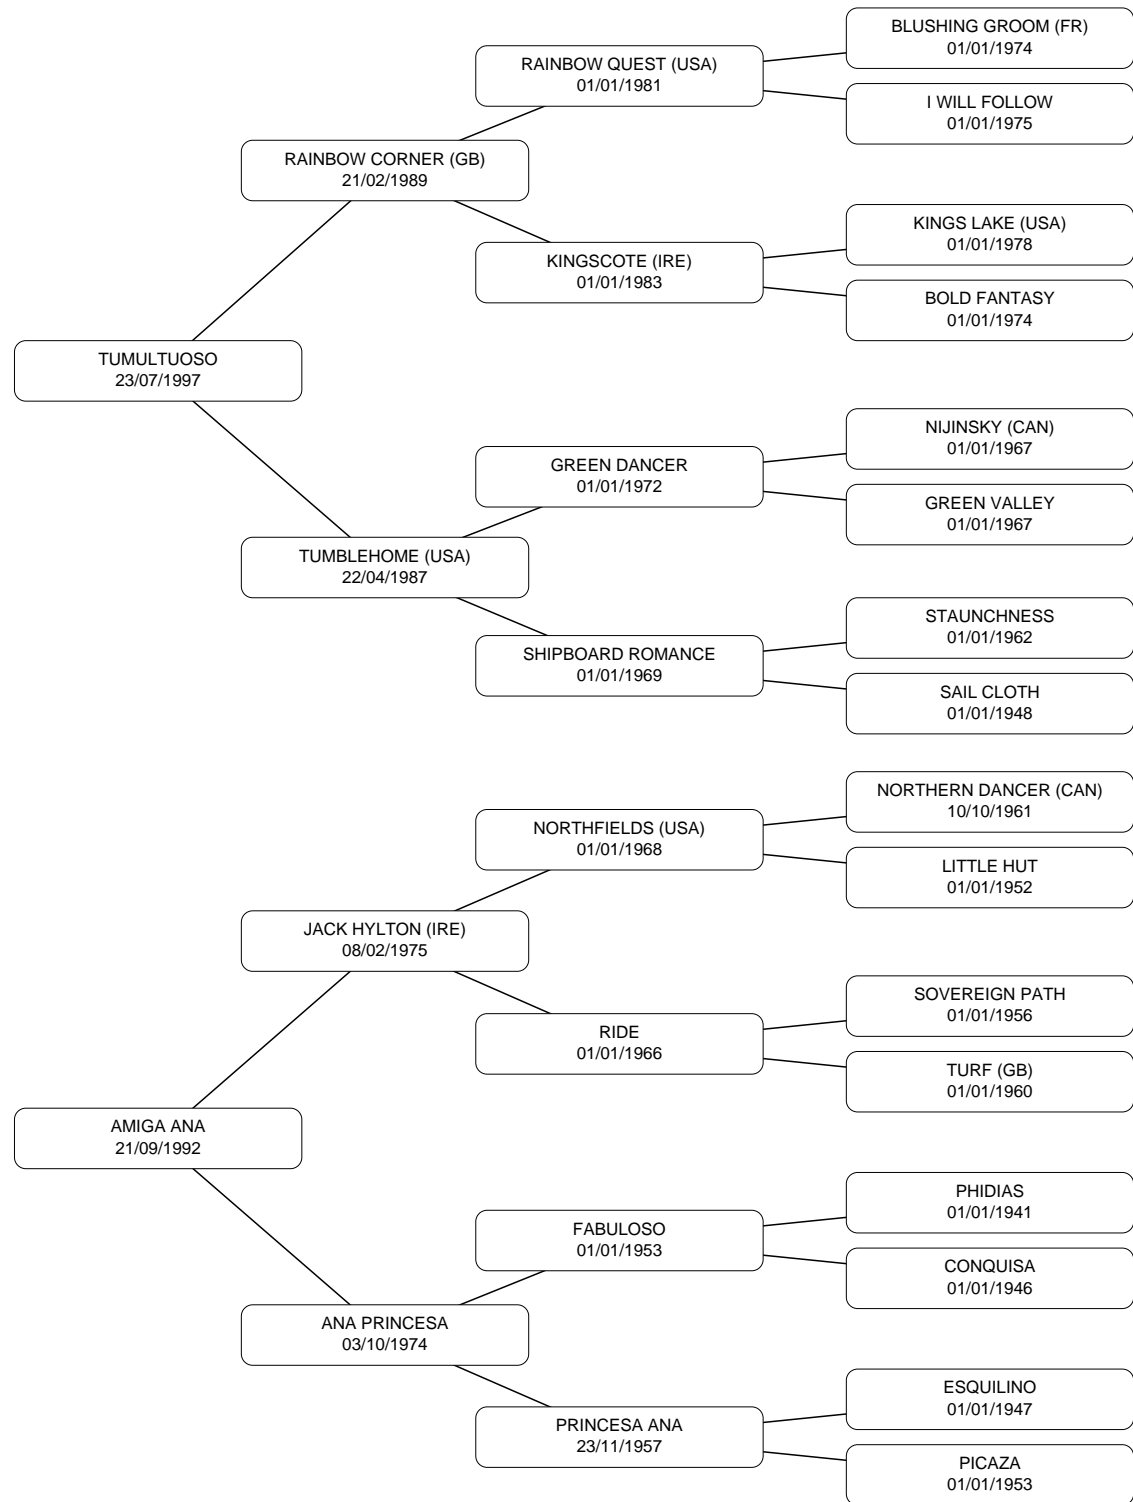 BLUSHING GROOM (FR)
01/01/1974
RAINBOW QUEST (USA)
01/01/1981
I WILL FOLLOW
01/01/1975
RAINBOW CORNER (GB)
21/02/1989
KINGS LAKE (USA)
01/01/1978
KINGSCOTE (IRE)
01/01/1983
BOLD FANTASY
01/01/1974
TUMULTUOSO
23/07/1997
NIJINSKY (CAN)
01/01/1967
GREEN DANCER
01/01/1972
GREEN VALLEY
01/01/1967
TUMBLEHOME (USA)
22/04/1987
STAUNCHNESS
01/01/1962
SHIPBOARD ROMANCE
01/01/1969
SAIL CLOTH
01/01/1948
NORTHERN DANCER (CAN)
10/10/1961
NORTHFIELDS (USA)
01/01/1968
LITTLE HUT
01/01/1952
JACK HYLTON (IRE)
08/02/1975
SOVEREIGN PATH
01/01/1956
RIDE
01/01/1966
TURF (GB)
01/01/1960
AMIGA ANA
21/09/1992
PHIDIAS
01/01/1941
FABULOSO
01/01/1953
CONQUISA
01/01/1946
ANA PRINCESA
03/10/1974
ESQUILINO
01/01/1947
PRINCESA ANA
23/11/1957
PICAZA
01/01/1953